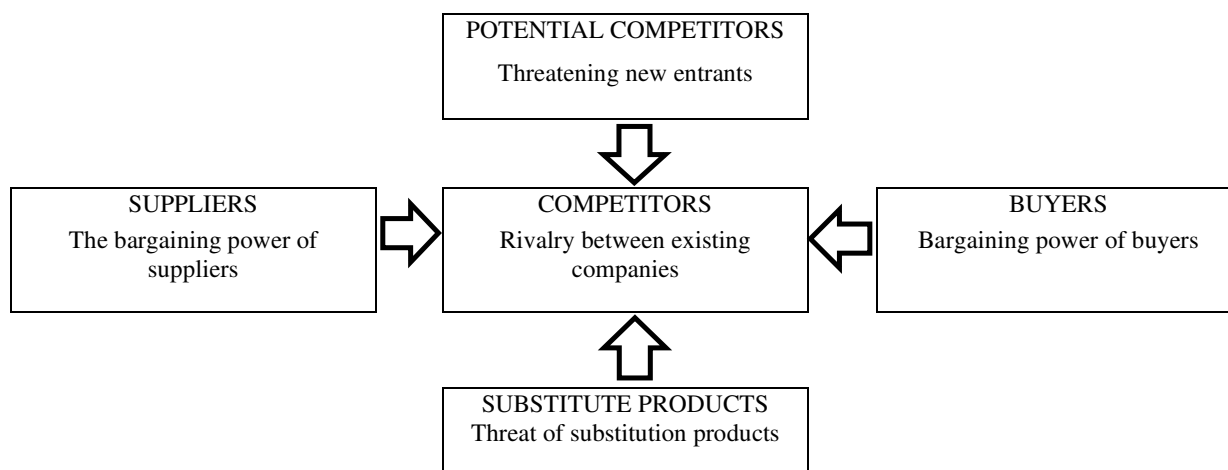 POTENTIAL COMPETITORS
Threatening new entrants
SUPPLIERS
The bargaining power of
suppliers
COMPETITORS
Rivalry between existing
companies
BUYERS
Bargaining power of buyers
SUBSTITUTE PRODUCTS
Threat of substitution products